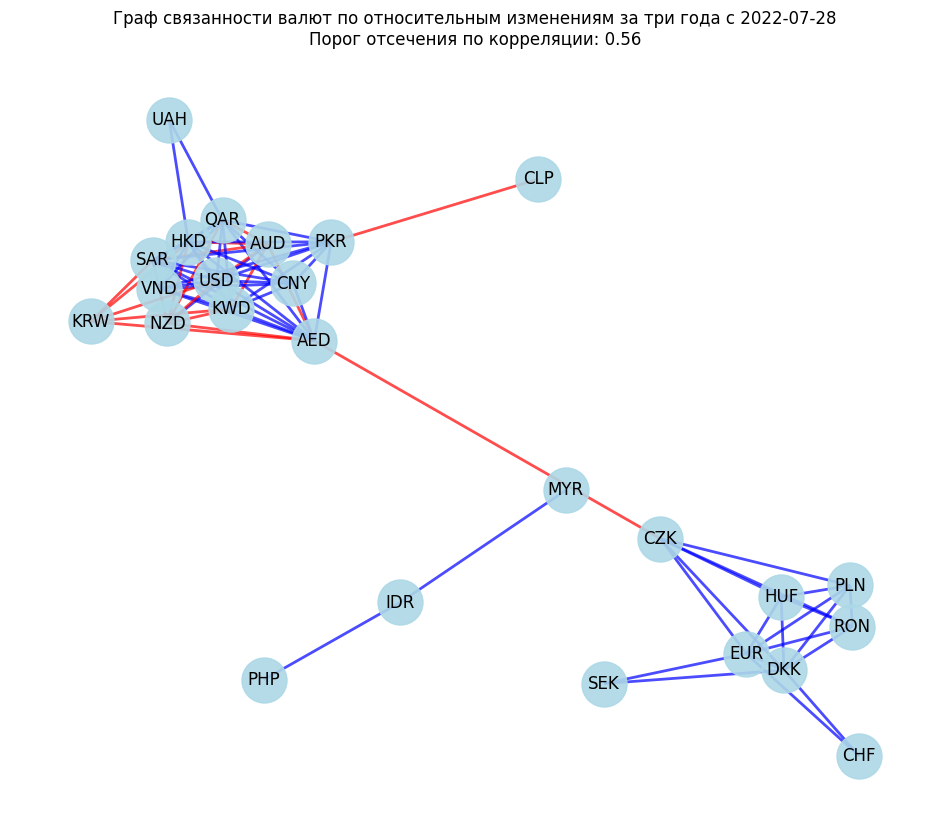 Граф связанности валют по относительным изменениям за три года с 2022-07-28
Порог отсечения по корреляции: 0.56
UAH
CLP
QAR
HKD
AUD
PKR
SAR
USD
CNY
VND
KWD
KRW
NZD
AED
MYR
CZK
PLN
HUF
IDR
RON
EUR
DKK
PHP
SEK
CHF